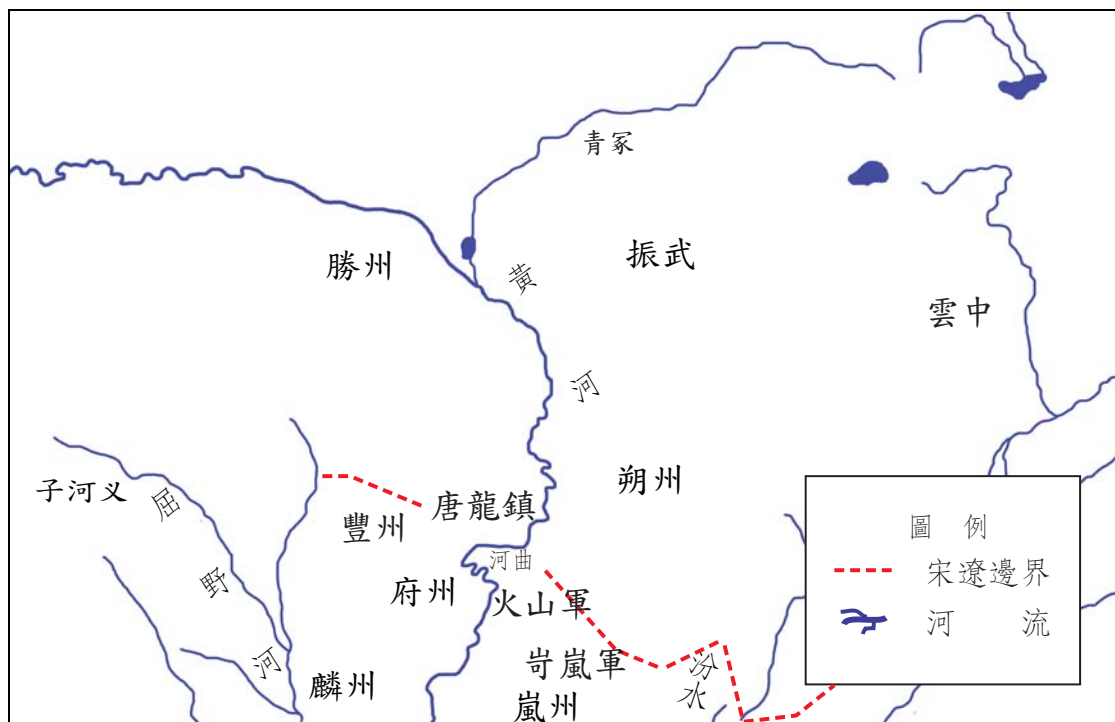 青冢
振武
勝州
黃
河
雲中
朔州
子河义
屈
野
河
唐龍鎮
豐州
河曲
府州
火山軍
岢嵐軍
汾水
麟州
嵐州
圖 例
宋遼邊界
河 流